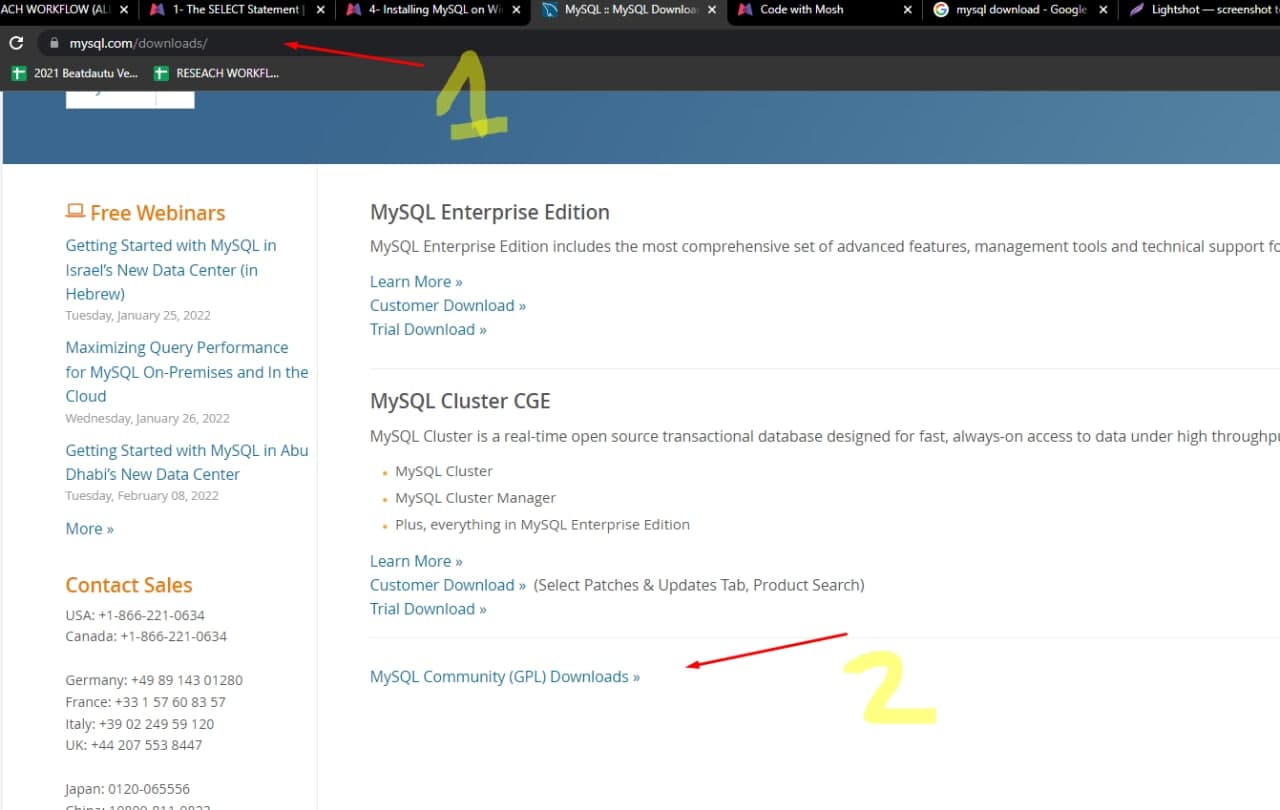 ACH WORKFLOW (AL
1- The SELECT Statement
4- Installing MySQL on Wi
MySQL :: MySQL Downloa
Code with Mosh
mysql download - Google
Lightshot — screenshot t
mysql.com/downloads/
2021 Beatdautu Ve...
RESEACH WORKFL...
1
Free Webinars
Getting Started with MySQL in
Israel's New Data Center (in
Hebrew)
Tuesday, January 25, 2022
Maximizing Query Performance
for MySQL On-Premises and In the
Cloud
Wednesday, January 26, 2022
Getting Started with MySQL in Abu
Dhabi's New Data Center
Tuesday, February 08, 2022
More »
Contact Sales
USA: +1-866-221-0634
Canada: +1-866-221-0634
Germany: +49 89 143 01280
France: +33 1 57 60 83 57
Italy: +39 02 249 59 120
UK: +44 207 553 8447
Japan: 0120-065556
MySQL Enterprise Edition
MySQL Enterprise Edition includes the most comprehensive set of advanced features, management tools and technical support fo
Learn More »
Customer Download »
Trial Download »
MySQL Cluster CGE
MySQL Cluster is a real-time open source transactional database designed for fast, always-on access to data under high throughpu
MySQL Cluster
MySQL Cluster Manager
Plus, everything in MySQL Enterprise Edition
Learn More »
Customer Download » (Select Patches & Updates Tab, Product Search)
Trial Download »
MySQL Community (GPL) Downloads »
2